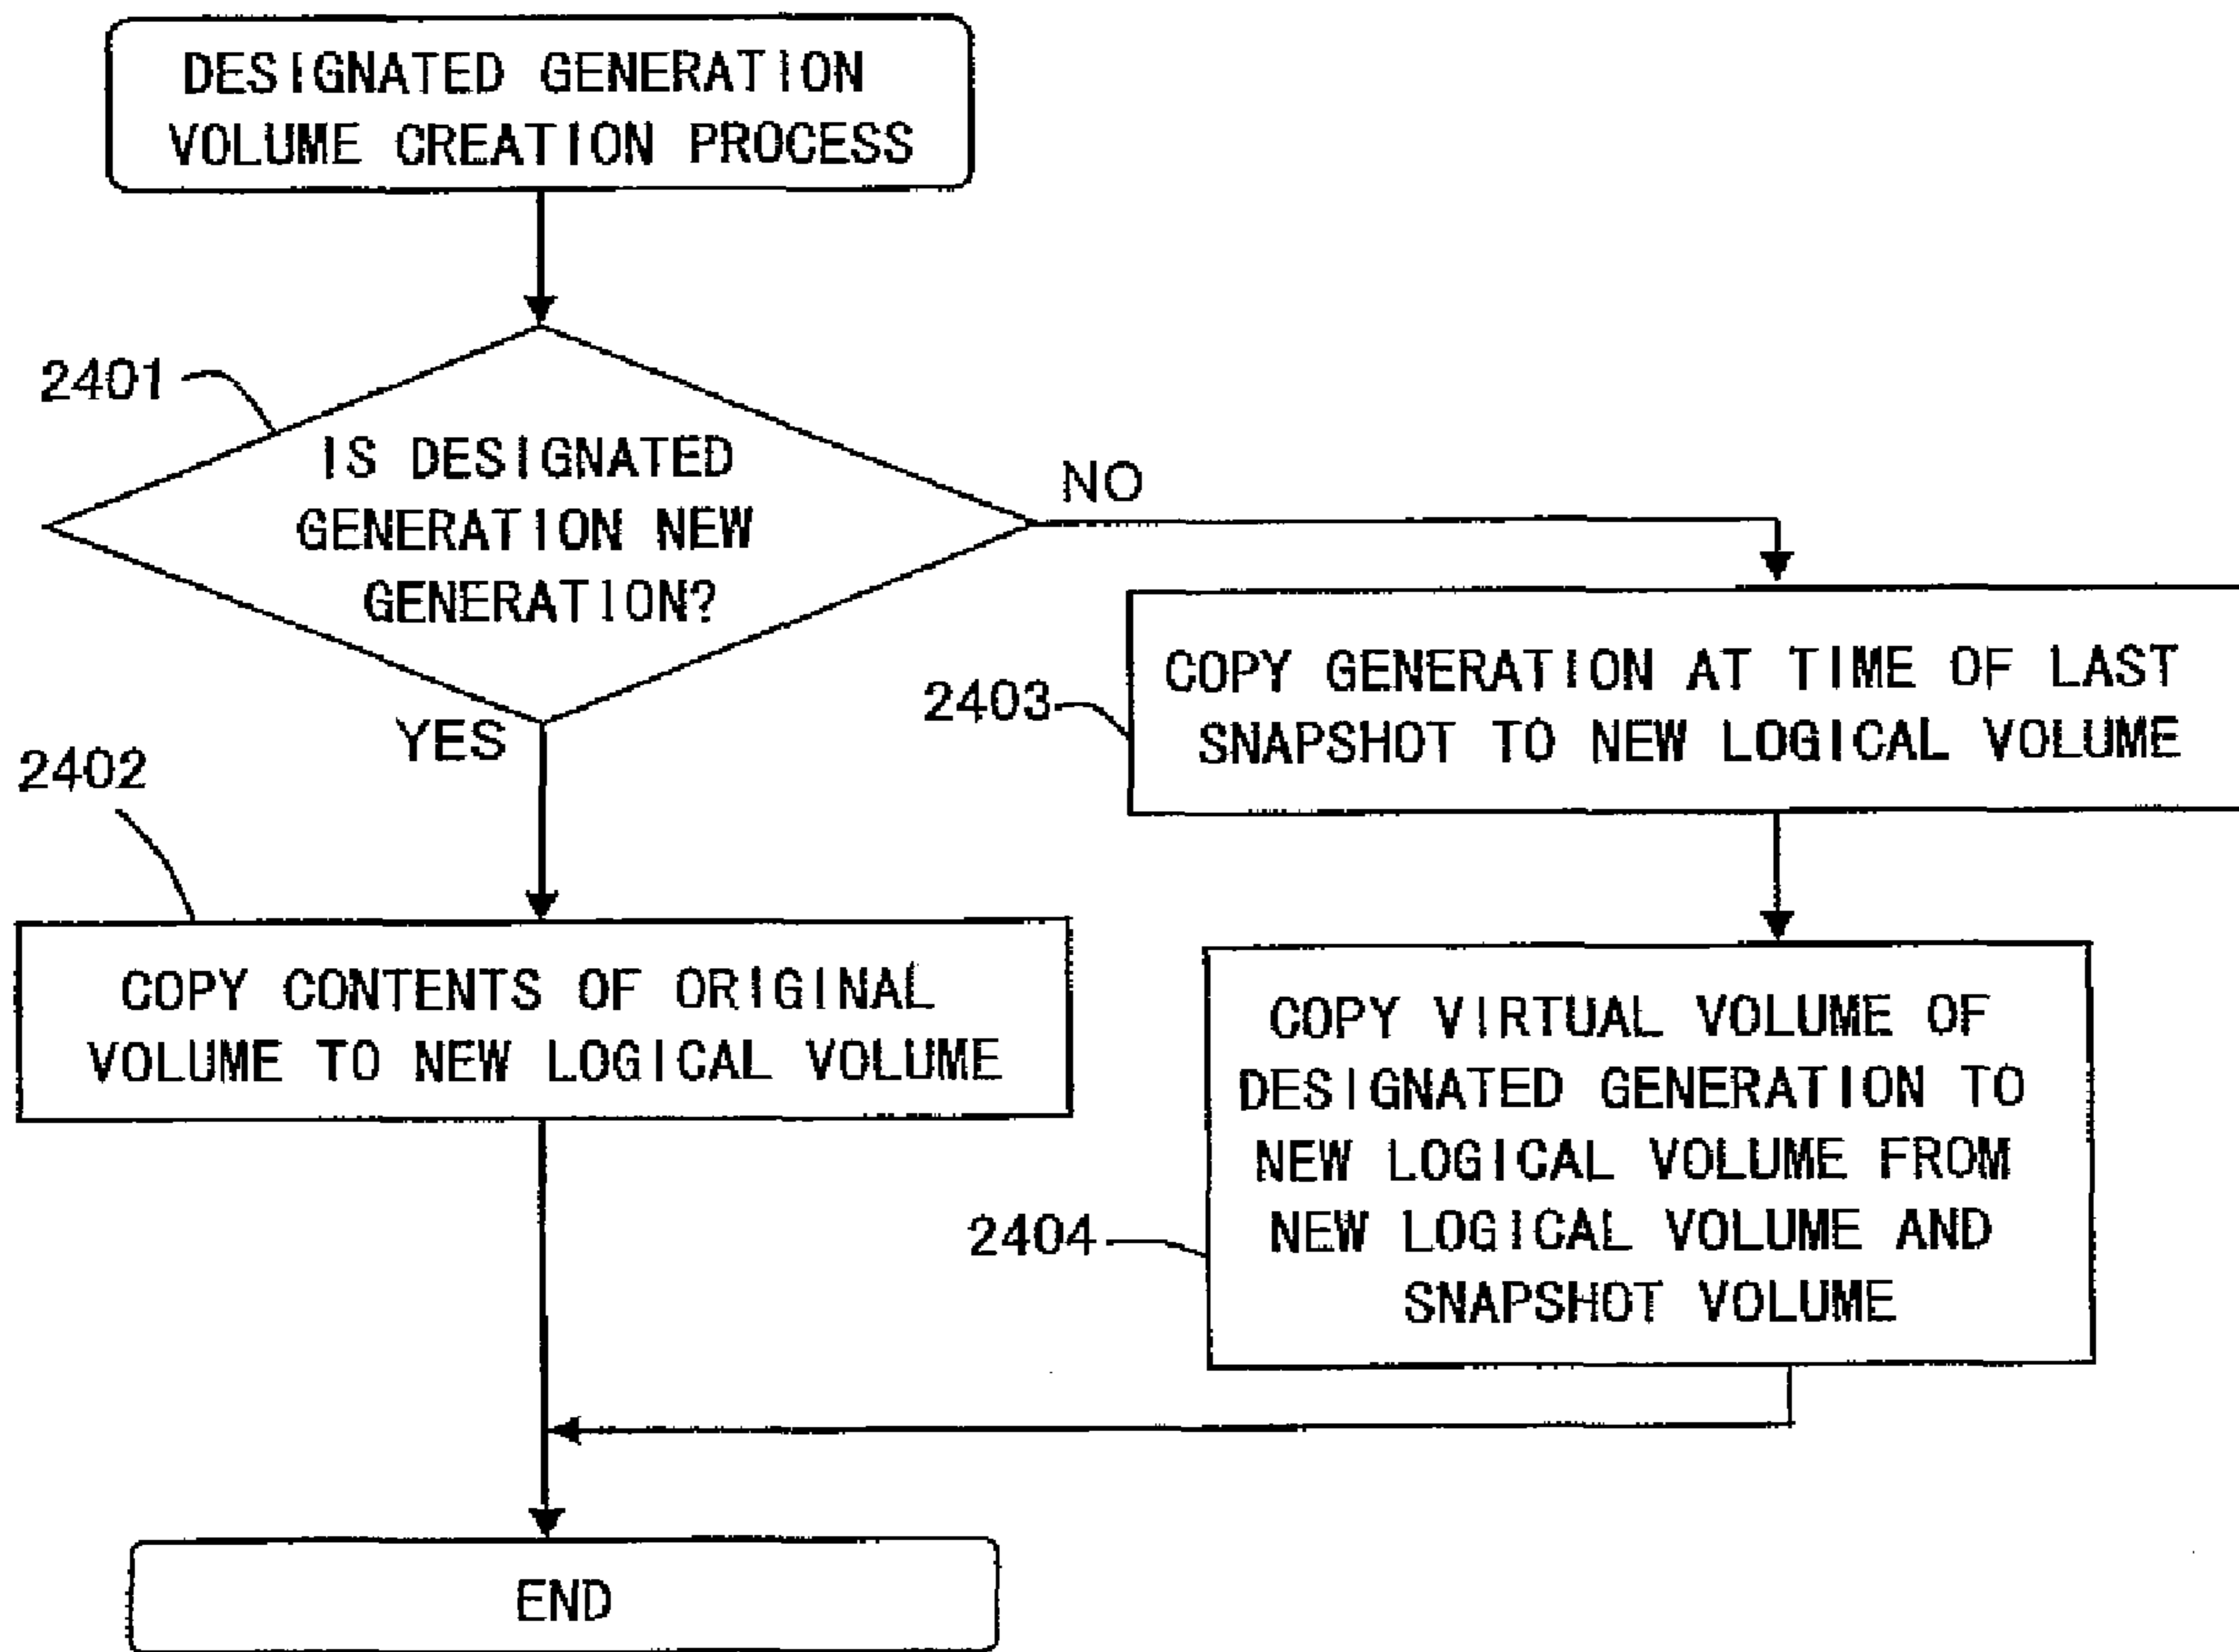 DESIGNATED GENERATION
VOLUME CREATION PROCESS
2401
IS DESIGNATED
GENERATION NEW
GENERATION?
NO
YES
2403
COPY GENERATION AT TIME OF LAST
SNAPSHOT TO NEW LOGICAL VOLUME
2402
COPY CONTENTS OF ORIGINAL
VOLUME TO NEW LOGICAL VOLUME
2404
COPY VIRTUAL VOLUME OF
DESIGNATED GENERATION TO
NEW LOGICAL VOLUME FROM
NEW LOGICAL VOLUME AND
SNAPSHOT VOLUME
END